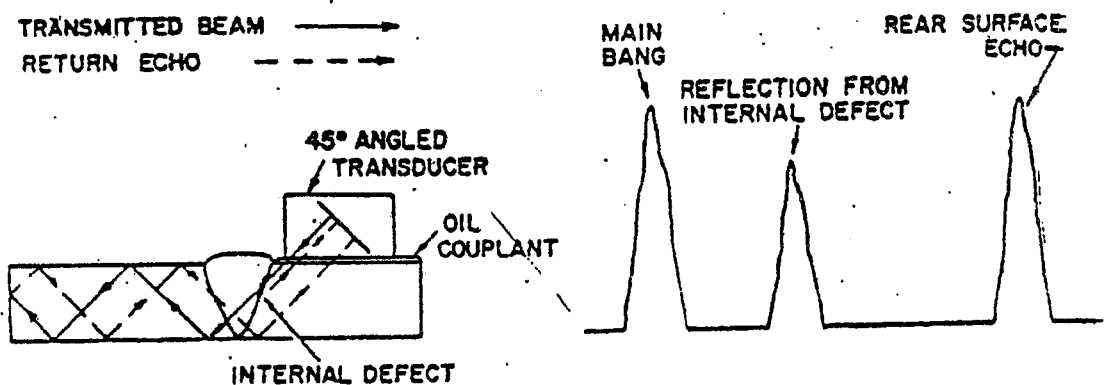 TRANSMITTED BEAM
RETURN ECHO
45° ANGLED
TRANSDUCER
OIL
COUPLANT
INTERNAL DEFECT
MAIN
BANG
REFLECTION FROM
INTERNAL DEFECT
REAR SURFACE
ECHO